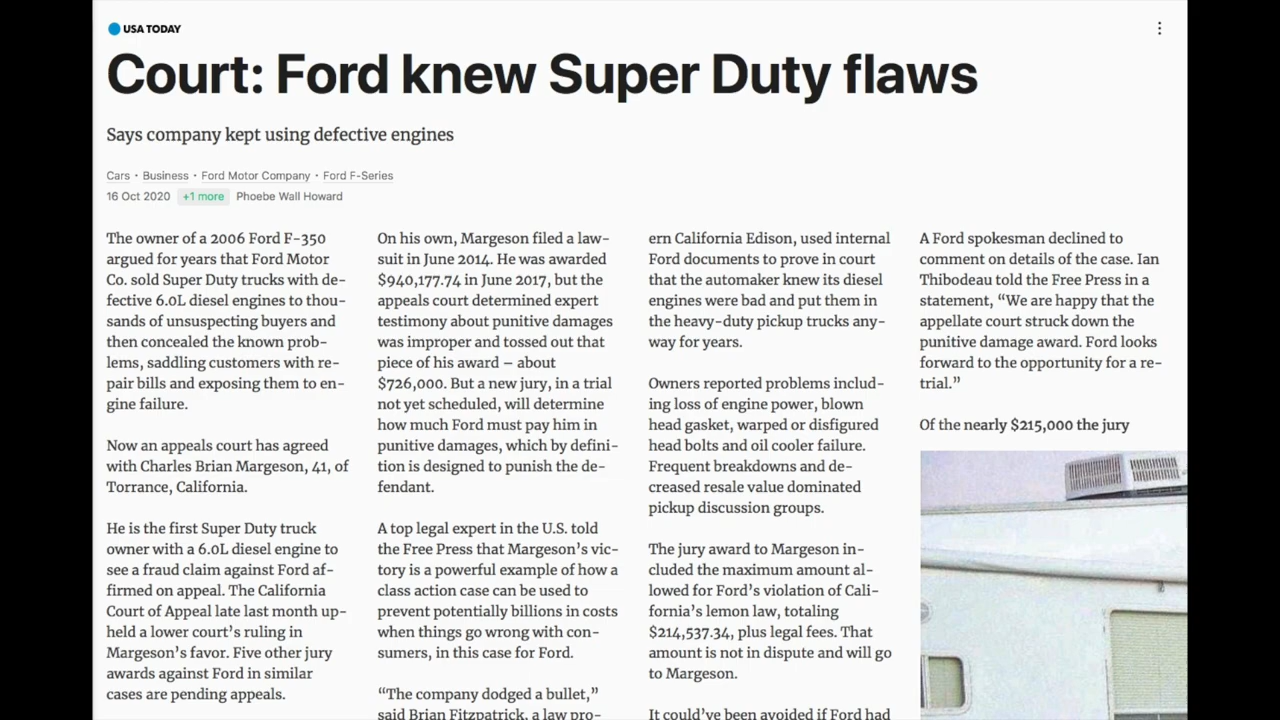 USA TODAY
Court: Ford knew Super Duty flaws
Says company kept using defective engines
Cars • Business • Ford Motor Company • Ford F-Series
16 Oct 2020 +1 more Phoebe Wall Howard
The owner of a 2006 Ford F-350
argued for years that Ford Motor
Co. sold Super Duty trucks with de-
fective 6.0L diesel engines to thou-
sands of unsuspecting buyers and
then concealed the known prob-
lems, saddling customers with re-
pair bills and exposing them to en-
gine failure.
Now an appeals court has agreed
with Charles Brian Margeson, 41, of
Torrance, California.
He is the first Super Duty truck
owner with a 6.0L diesel engine to
see a fraud claim against Ford af-
firmed on appeal. The California
Court of Appeal late last month up-
held a lower court’s ruling in
Margeson’s favor. Five other jury
awards against Ford in similar
cases are pending appeals.
On his own, Margeson filed a law-
suit in June 2014. He was awarded
$940,177.74 in June 2017, but the
appeals court determined expert
testimony about punitive damages
was improper and tossed out that
piece of his award – about
$726,000. But a new jury, in a trial
not yet scheduled, will determine
how much Ford must pay him in
punitive damages, which by defini-
tion is designed to punish the de-
fendant.
A top legal expert in the U.S. told
the Free Press that Margeson’s vic-
tory is a powerful example of how a
class action case can be used to
prevent potentially billions in costs
when things go wrong with con-
sumers, in this case for Ford.
“The company dodged a bullet,”
said Brian Fitzpatrick, a law pro-
ern California Edison, used internal
Ford documents to prove in court
that the automaker knew its diesel
engines were bad and put them in
the heavy-duty pickup trucks any-
way for years.
Owners reported problems includ-
ing loss of engine power, blown
head gasket, warped or disfigured
head bolts and oil cooler failure.
Frequent breakdowns and de-
creased resale value dominated
pickup discussion groups.
The jury award to Margeson in-
cluded the maximum amount al-
lowed for Ford’s violation of Cali-
fornia’s lemon law, totaling
$214,537.34, plus legal fees. That
amount is not in dispute and will go
to Margeson.
It could’ve been avoided if Ford had
A Ford spokesman declined to
comment on details of the case. Ian
Thibodeau told the Free Press in a
statement, “We are happy that the
appellate court struck down the
punitive damage award. Ford looks
forward to the opportunity for a re-
trial.”
Of the nearly $215,000 the jury